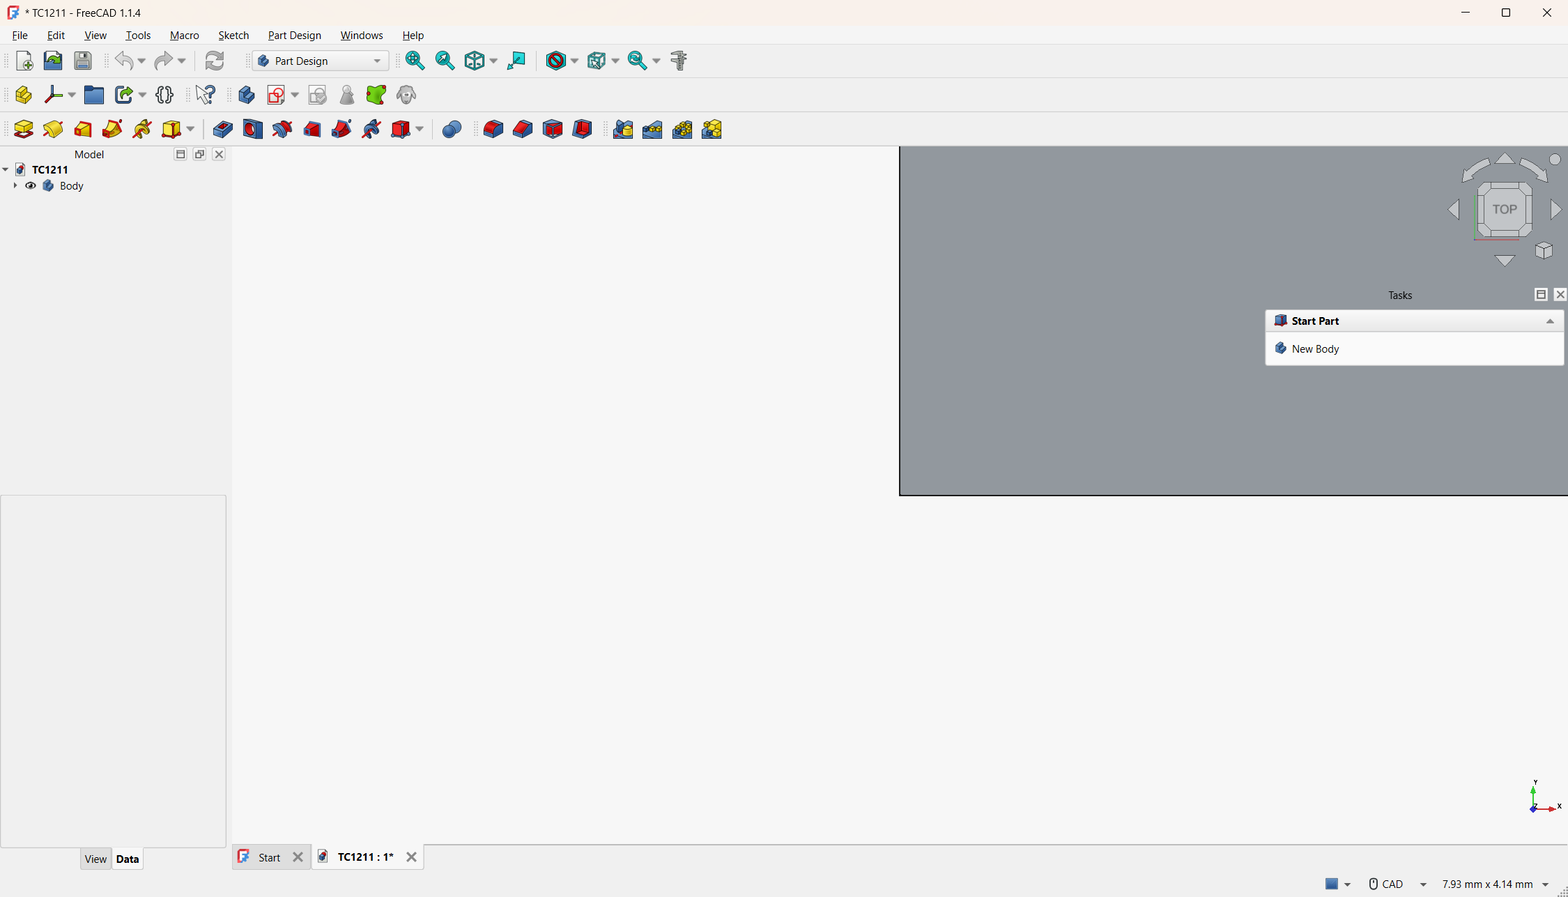 * TC1211 - FreeCAD 1.1.4
File Edit View Tools Macro Sketch Part Design Windows Help
Part Design
Model
TC1211
Body
TOP
Tasks
Start Part
New Body
Y
Z
X
View Data
Start TC1211 : 1*
CAD 7.93 mm x 4.14 mm